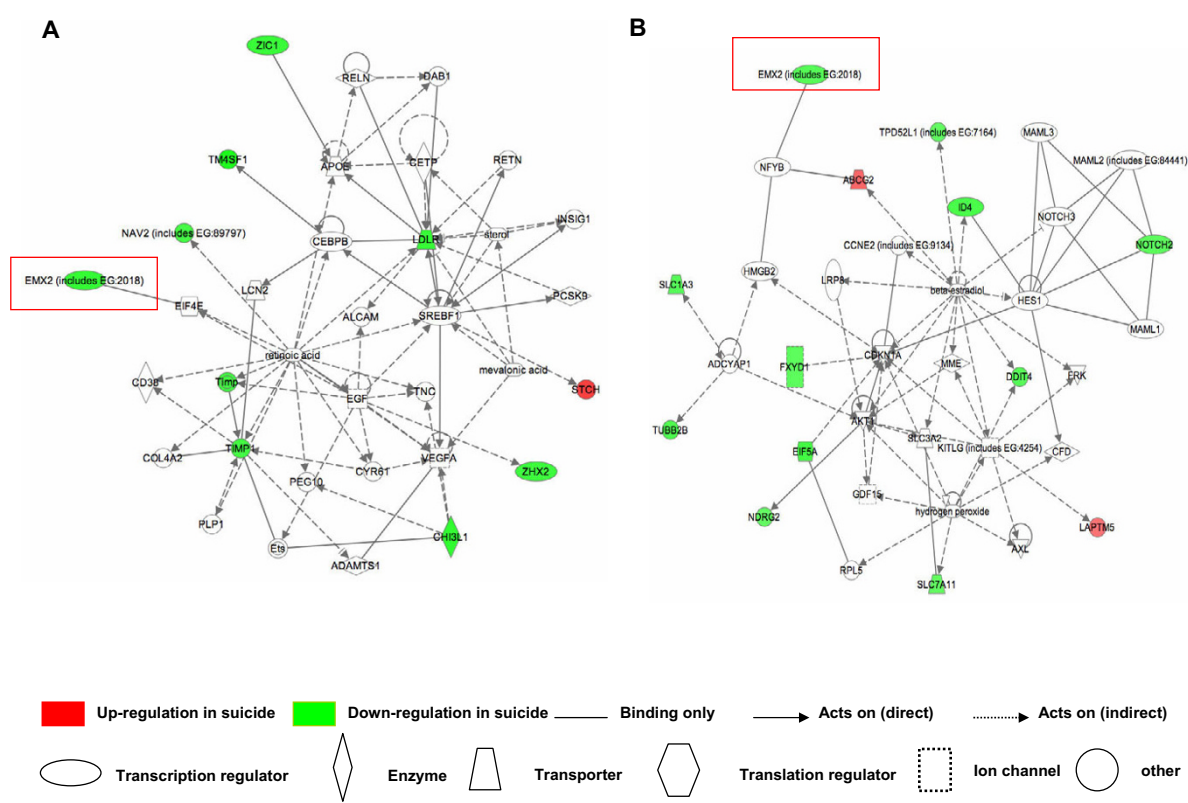 A
B
ZIC1
RELN
DAB1
TM4SF1
APOE
CETP
RETN
NAV2 (includes EG:89797)
CEBPB
LDLR
sterol
INSIG1
EMX2 (includes EG:2018)
EIF4E
LCN2
ALCAM
SREBF1
PCSK9
retinoic acid
mevalonic acid
CD38
Timp
EGF
TNC
STCH
COL4A2
TIMP1
CYR61
VEGFA
ZHX2
PEG10
PLP1
Ets
ADAMTS1
CHI3L1
EMX2 (includes EG:2018)
TPD52L1 (includes EG:7164)
MAML3
NFYB
ABCG2
MAML2 (includes EG:84441)
ID4
NOTCH3
CCNE2 (includes EG:9134)
NOTCH2
SLC1A3
HMGB2
LRP8
beta-estradiol
HES1
MAML1
ADCYAP1
FXYD1
CDKN1A
MME
DDIT4
ERK
TUBB2B
AKT1
SLC3A2
EIF5A
KITLG (includes EG:4254)
CFD
NDRG2
GDF15
hydrogen peroxide
LAPTM5
AXL
RPL5
SLC7A11
Up-regulation in suicide
Down-regulation in suicide
Binding only
Acts on (direct)
Acts on (indirect)
Transcription regulator
Enzyme
Transporter
Translation regulator
Ion channel
other